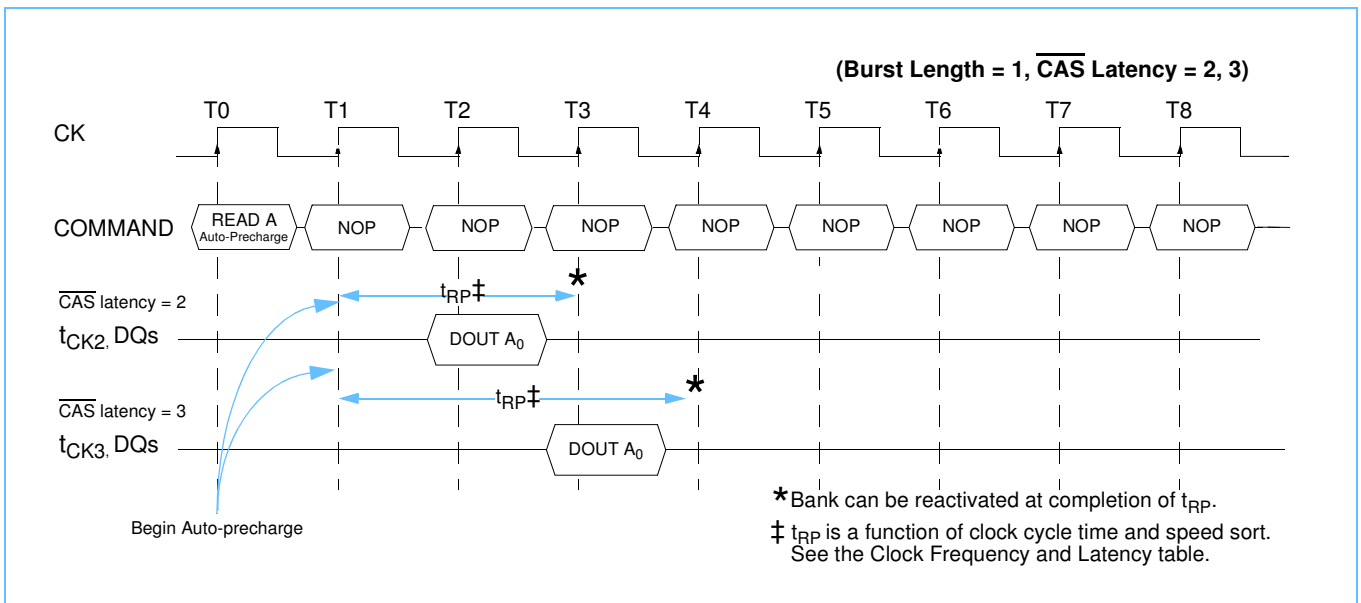 (Burst Length = 1, CAS Latency = 2, 3)
T0 T1 T2 T3 T4 T5 T6 T7 T8
CK
COMMAND
READ A
Auto-Precharge
NOP NOP NOP NOP NOP NOP NOP NOP
*
tRP‡
CAS latency = 2
tCK2, DQs
DOUT A0
*
tRP‡
CAS latency = 3
tCK3, DQs
DOUT A0
Begin Auto-precharge
* Bank can be reactivated at completion of tRP.
‡ tRP is a function of clock cycle time and speed sort.
See the Clock Frequency and Latency table.